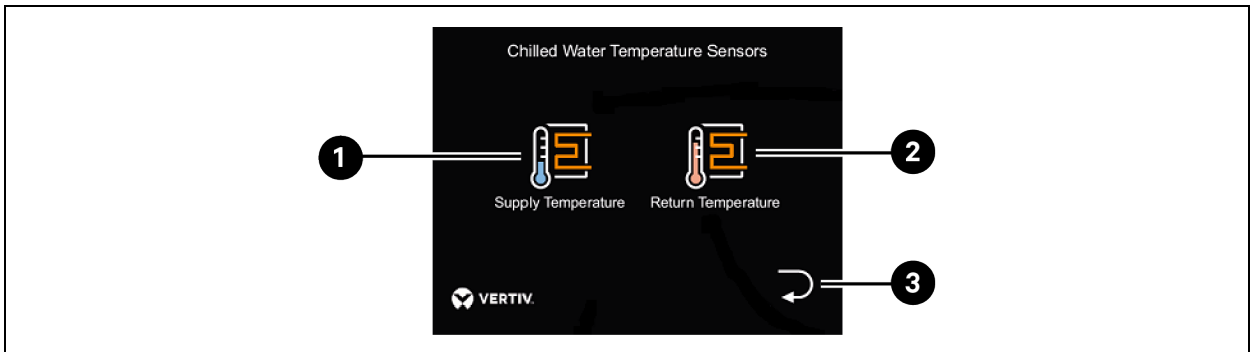 Chilled Water Temperature Sensors
1
2
Supply Temperature
Return Temperature
3
VERTIV.